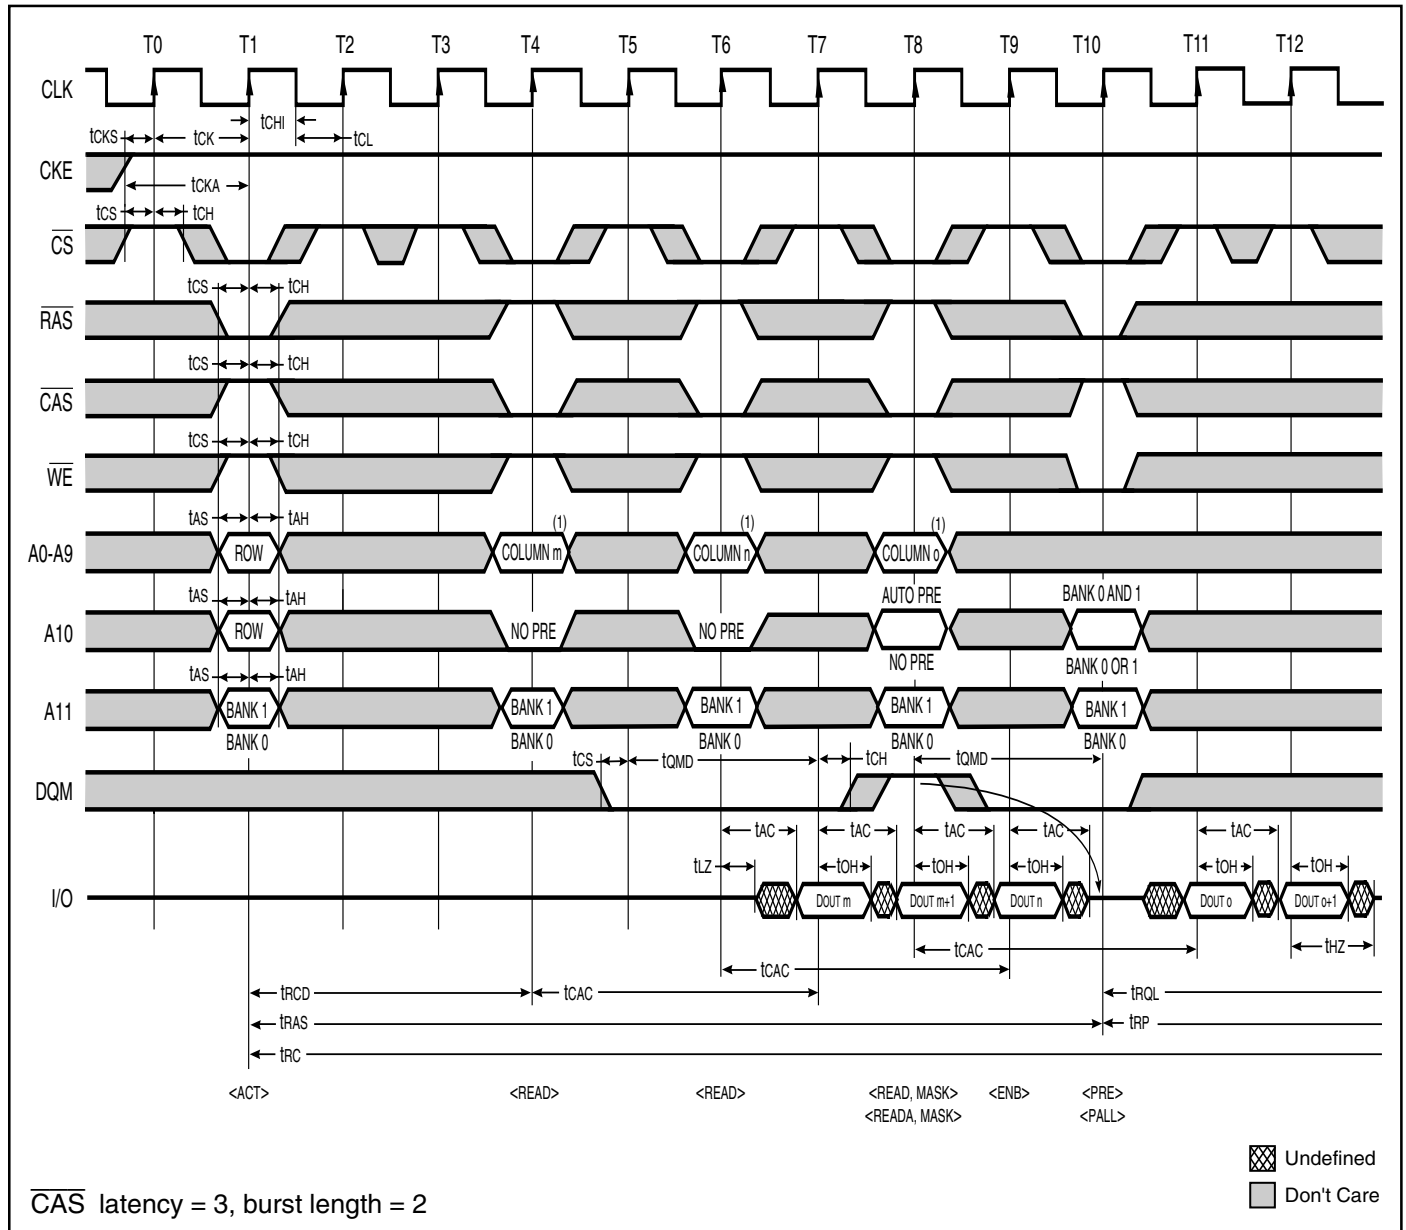 T0 T1 T2 T3 T4 T5 T6 T7 T8 T9 T10 T11 T12
CLK
tCHI
tCKS tCK tCL
CKE
tCKA
tCS tCH
CS
tCS tCH
RAS
tCS tCH
CAS
tCS tCH
WE
tAS tAH (1) (1) (1)
A0-A9 ROW COLUMN m COLUMN n COLUMN o
tAS tAH AUTO PRE BANK 0 AND 1
A10 ROW NO PRE NO PRE
NO PRE BANK 0 OR 1
tAS tAH
A11 BANK 1 BANK 1 BANK 1 BANK 1 BANK 1
BANK 0 BANK 0 BANK 0 BANK 0 BANK 0
tCS tQMD tCH tQMD
DQM
tAC tAC tAC tAC tAC
tLZ tOH tOH tOH tOH tOH
I/O DOUT m DOUT m+1 DOUT n DOUT o DOUT o+1
tCAC tHZ
tCAC
tRCD tCAC tRQL
tRAS tRP
tRC
<ACT> <READ> <READ> <READ, MASK> <ENB> <PRE>
<READA, MASK> <PALL>
Undefined
Don't Care
CAS latency = 3, burst length = 2